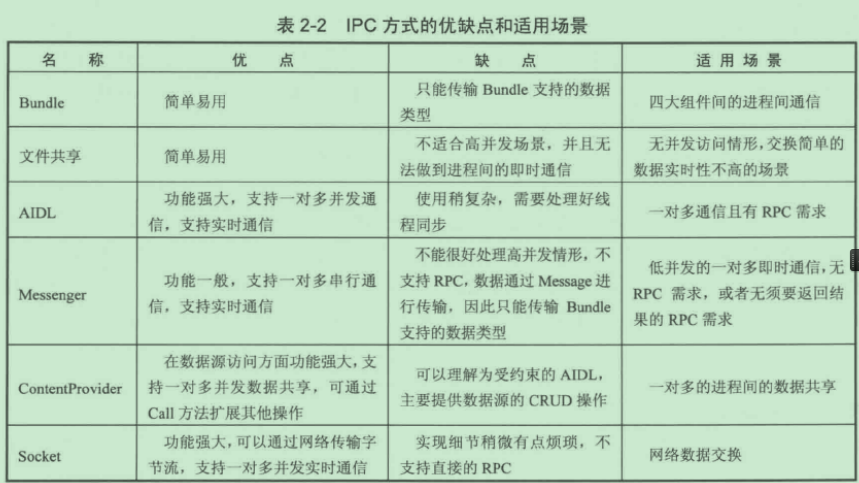 表 2-2 IPC 方式的优缺点和适用场景
名 称
优 点
缺 点
适 用 场 景
Bundle
简单易用
只能传输 Bundle 支持的数据
类型
四大组件间的进程间通信
文件共享
简单易用
不适合高并发场景，并且无
法做到进程间的即时通信
无并发访问情形，交换简单的
数据实时性不高的场景
AIDL
功能强大，支持一对多并发通
信，支持实时通信
使用稍复杂，需要处理好线
程同步
一对多通信且有 RPC 需求
Messenger
功能一般，支持一对多串行通
信，支持实时通信
不能很好处理高并发情形，不
支持 RPC，数据通过 Message 进
行传输，因此只能传输 Bundle
支持的数据类型
低并发的一对多即时通信，无
RPC 需求，或者无须要返回结
果的 RPC 需求
ContentProvider
在数据源访问方面功能强大，支
持一对多并发数据共享，可通过
Call 方法扩展其他操作
可以理解为受约束的 AIDL，
主要提供数据源的 CRUD 操作
一对多的进程间的数据共享
Socket
功能强大，可以通过网络传输字
节流，支持一对多并发实时通信
实现细节稍微有点烦琐，不
支持直接的 RPC
网络数据交换